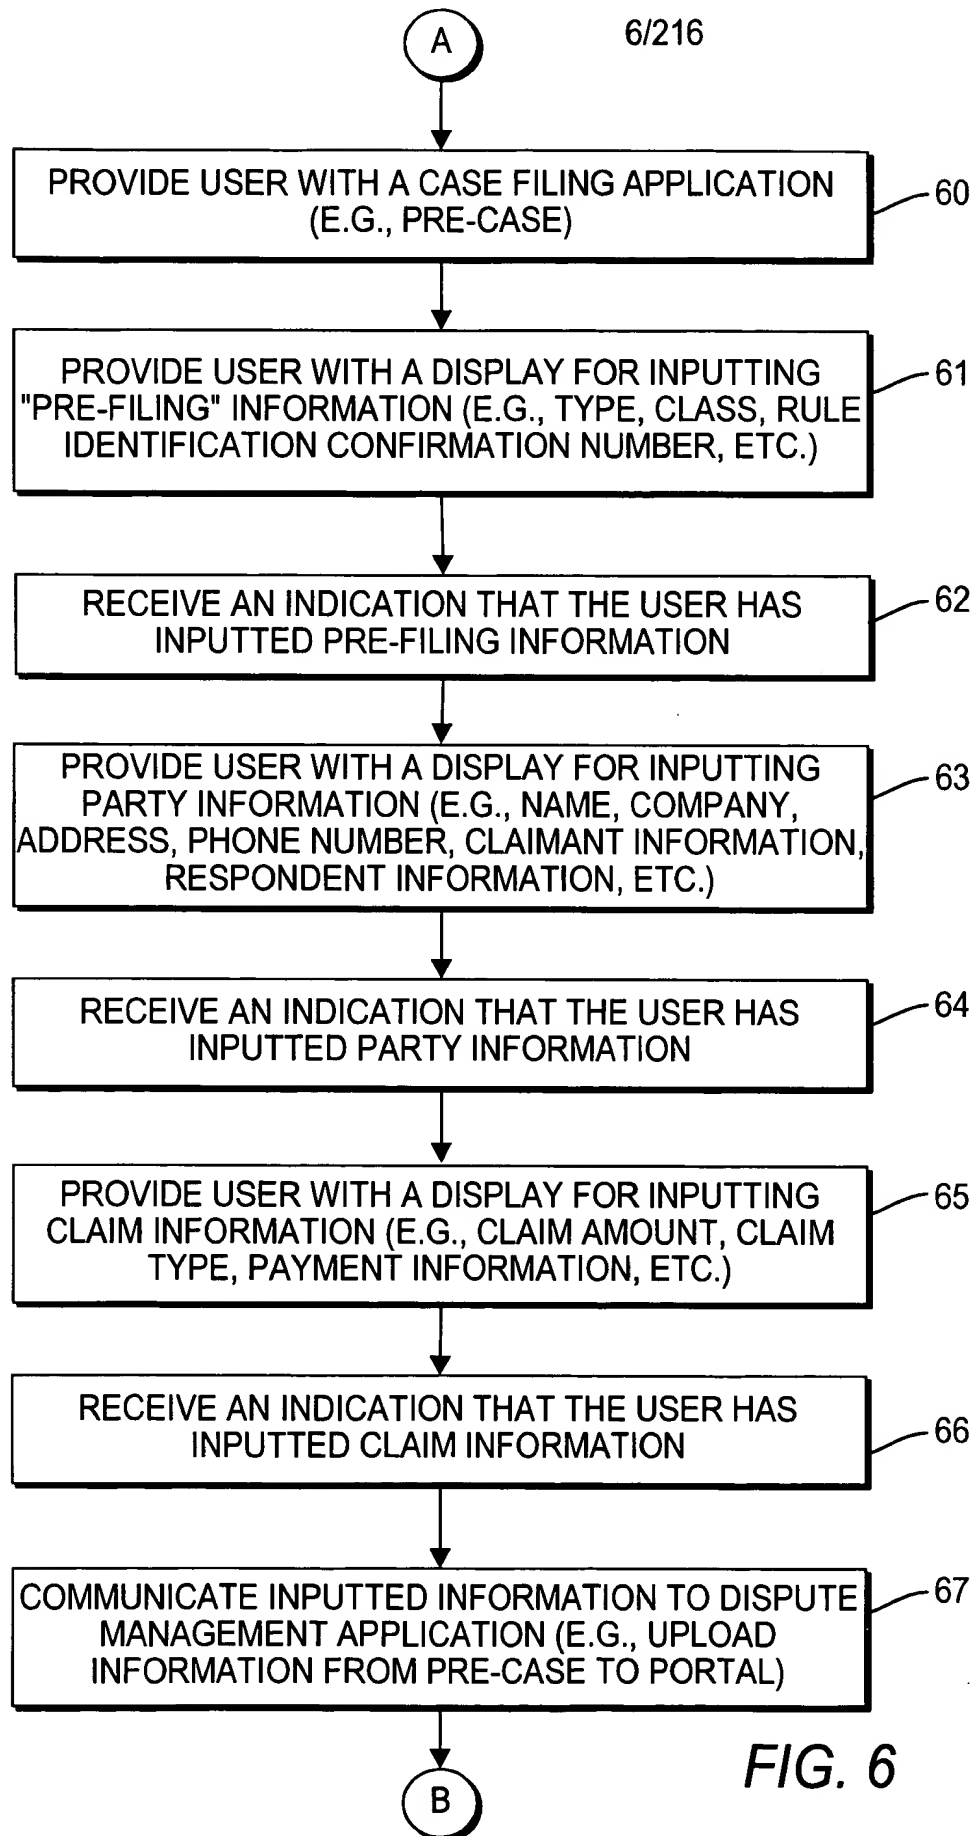 A
6/216
PROVIDE USER WITH A CASE FILING APPLICATION
(E.G., PRE-CASE)
60
PROVIDE USER WITH A DISPLAY FOR INPUTTING
"PRE-FILING" INFORMATION (E.G., TYPE, CLASS, RULE
IDENTIFICATION CONFIRMATION NUMBER, ETC.)
61
RECEIVE AN INDICATION THAT THE USER HAS
INPUTTED PRE-FILING INFORMATION
62
PROVIDE USER WITH A DISPLAY FOR INPUTTING
PARTY INFORMATION (E.G., NAME, COMPANY,
ADDRESS, PHONE NUMBER, CLAIMANT INFORMATION,
RESPONDENT INFORMATION, ETC.)
63
RECEIVE AN INDICATION THAT THE USER HAS
INPUTTED PARTY INFORMATION
64
PROVIDE USER WITH A DISPLAY FOR INPUTTING
CLAIM INFORMATION (E.G., CLAIM AMOUNT, CLAIM
TYPE, PAYMENT INFORMATION, ETC.)
65
RECEIVE AN INDICATION THAT THE USER HAS
INPUTTED CLAIM INFORMATION
66
COMMUNICATE INPUTTED INFORMATION TO DISPUTE
MANAGEMENT APPLICATION (E.G., UPLOAD
INFORMATION FROM PRE-CASE TO PORTAL)
67
B
FIG. 6